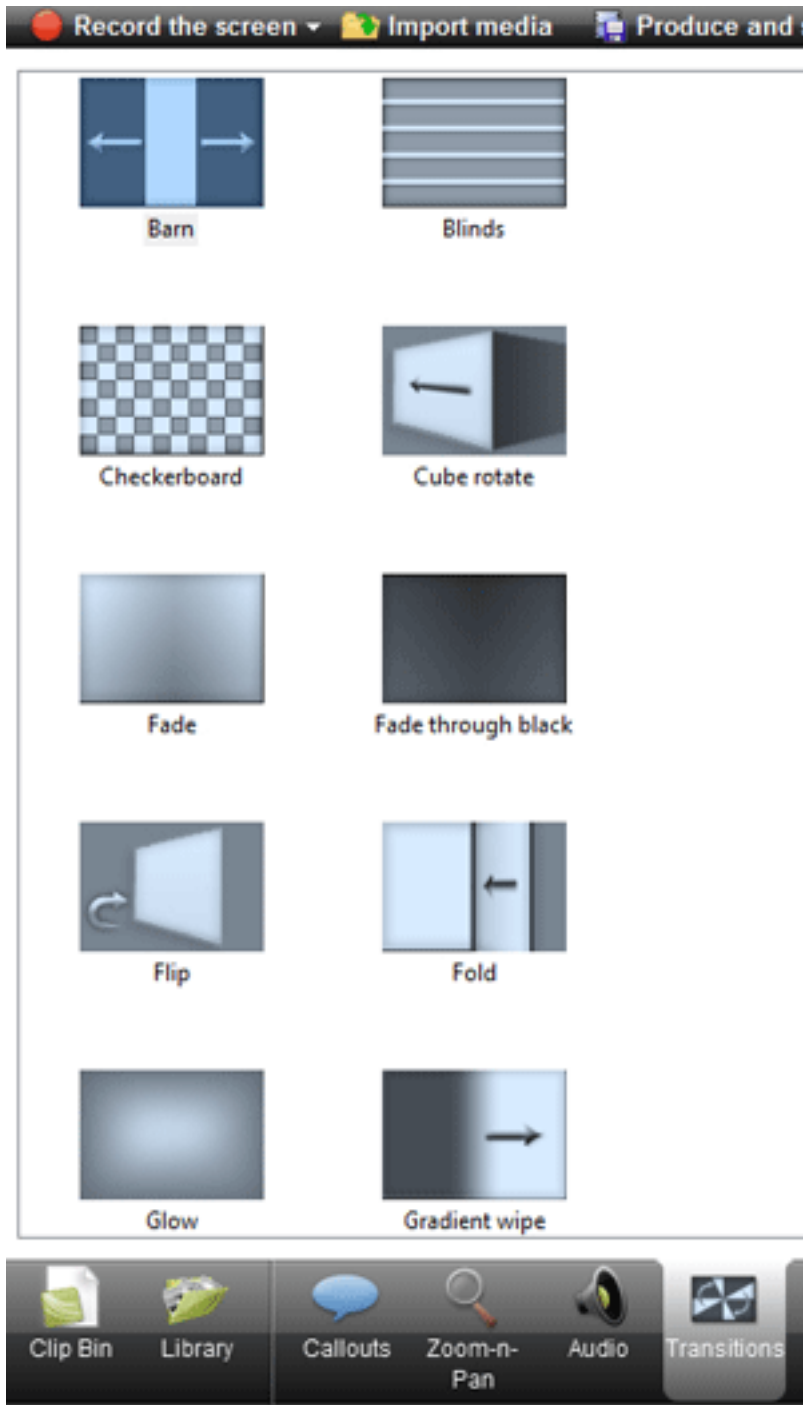 Record the screen Import media Produce and
Barn Blinds
Checkerboard Cube rotate
Fade Fade through black
Flip Fold
Glow Gradient wipe
Clip Bin Library Callouts Zoom-n- Audio Transitions
Pan